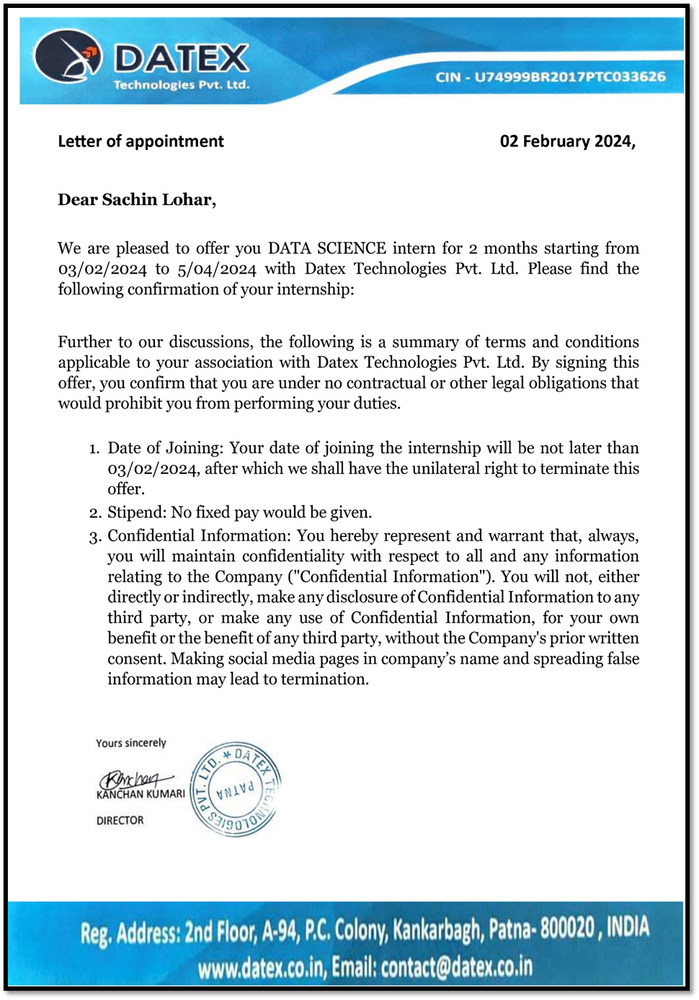 DATEX
Technologies Pvt. Ltd.
CIN - U74999BR2017PTC033626
Letter of appointment 02 February 2024,
Dear Sachin Lohar,
We are pleased to offer you DATA SCIENCE intern for 2 months starting from
03/02/2024 to 5/04/2024 with Datex Technologies Pvt. Ltd. Please find the
following confirmation of your internship:
Further to our discussions, the following is a summary of terms and conditions
applicable to your association with Datex Technologies Pvt. Ltd. By signing this
offer, you confirm that you are under no contractual or other legal obligations that
would prohibit you from performing your duties.
1. Date of Joining: Your date of joining the internship will be not later than
03/02/2024, after which we shall have the unilateral right to terminate this
offer.
2. Stipend: No fixed pay would be given.
3. Confidential Information: You hereby represent and warrant that, always,
you will maintain confidentiality with respect to all and any information
relating to the Company ("Confidential Information"). You will not, either
directly or indirectly, make any disclosure of Confidential Information to any
third party, or make any use of Confidential Information, for your own
benefit or the benefit of any third party, without the Company's prior written
consent. Making social media pages in company’s name and spreading false
information may lead to termination.
Yours sincerely
Kanchan
KANCHAN KUMARI
DIRECTOR
★ DATEX TECHNOLOGIES PVT. LTD.
PATNA
Reg. Address: 2nd Floor, A-94, P.C. Colony, Kankarbagh, Patna- 800020 , INDIA
www.datex.co.in, Email: contact@datex.co.in